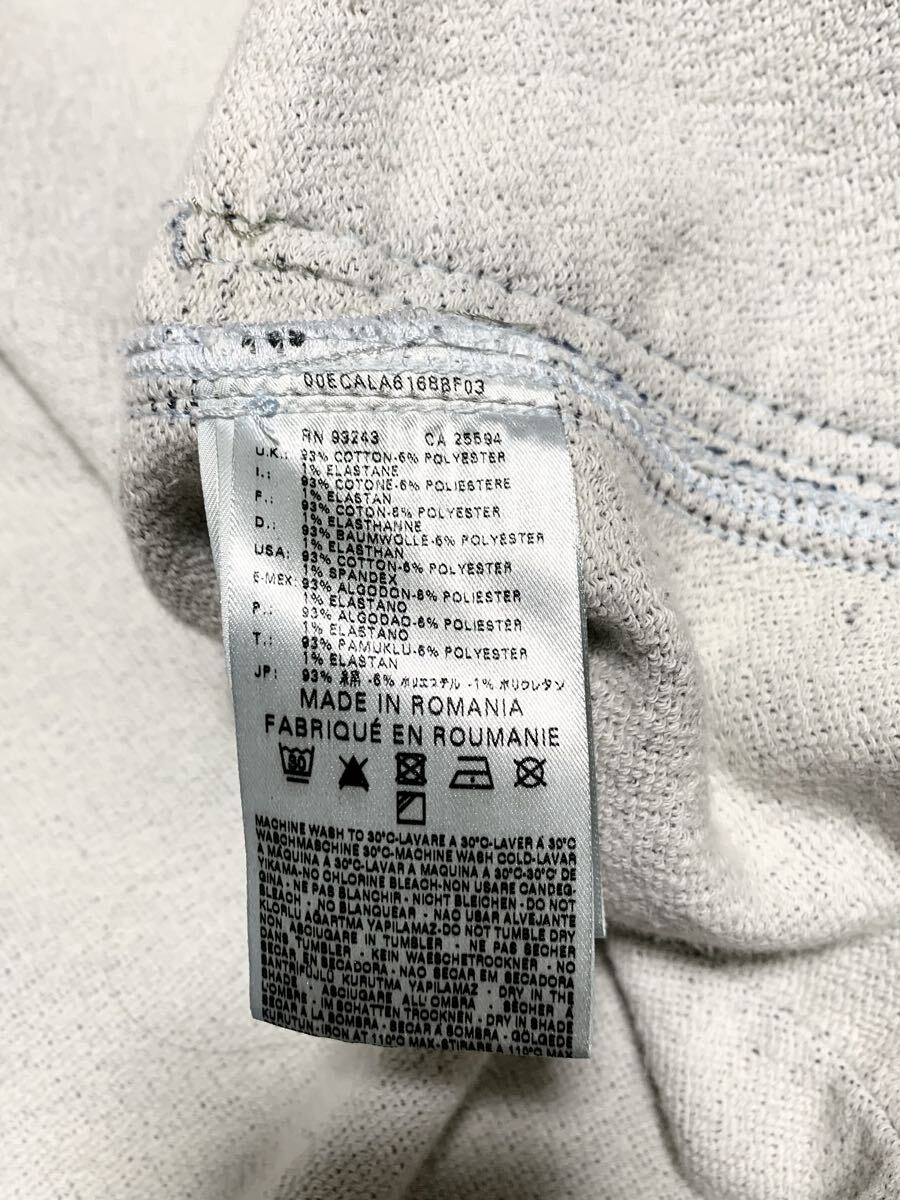 00ECALA6168BF03
RN 93243 CA 25594
U.K.: 93% COTTON-6% POLYESTER
1% ELASTANE
I.: 93% COTONE-6% POLIESTERE
1% ELASTAN
F.: 93% COTON-6% POLYESTER
1% ELASTHANNE
D.: 93% BAUMWOLLE-6% POLYESTER
1% ELASTHAN
USA: 93% COTTON-6% POLYESTER
1% SPANDEX
E-MEX: 93% ALGODON-6% POLIESTER
1% ELASTANO
P.: 93% ALGODAO-6% POLIESTER
1% ELASTANO
T.: 93% PAMUKLU-6% POLYESTER
1% ELASTAN
JP: 93% 綿 -6% ポリエステル -1% ポリウレタン
MADE IN ROMANIA
FABRIQUÉ EN ROUMANIE
30
MACHINE WASH TO 30°C-LAVARE A 30°C-LAVER À 30°C
WASCHMASCHINE 30°C-MACHINE WASH COLD-LAVAR
A MÁQUINA A 30°C-LAVAR A MAQUINA A 30°C-30°C' DE
YIKAMA-NO CHLORINE BLEACH-NON USARE CANDEG-
GINA - NE PAS BLANCHIR - NICHT BLEICHEN - DO NOT
BLEACH - NO BLANQUEAR - NAO USAR ALVEJANTE
KLORLU AGARTMA YAPILAMAZ-DO NOT TUMBLE DRY
NON ASCIUGARE IN TUMBLER - NE PAS SECHER
DANS TUMBLER - KEIN WAESCHETROCKNER - NO
SECAR EN SECADORA - NAO SECAR EM SECADORA
SANTRIFUJLÜ KURUTMA YAPILAMAZ - DRY IN THE
SHADE - ASCIUGARE ALL'OMBRA - SÉCHER À
L'OMBRE - IM SCHATTEN TROCKNEN - DRY IN SHADE
SECAR A LA SOMBRA - SECAR À SOMBRA - GÖLGEDE
KURUTUN - IRON AT 110°C MAX-STIRARE A 110°C MAX